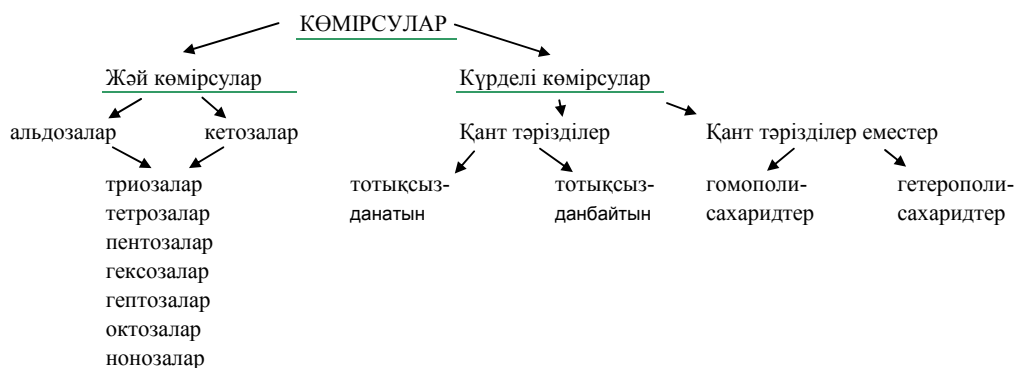 КӨМІРСУЛАР
Жәй көмірсулар Күрделі көмірсулар
альдозалар кетозалар Қант тәрізділер Қант тәрізділер еместер
триозалар тотықсыз- тотықсыз- гомополи- гетерополи-
тетрозалар данатын данбайтын сахаридтер сахаридтер
пентозалар
гексозалар
гептозалар
октозалар
нонозалар